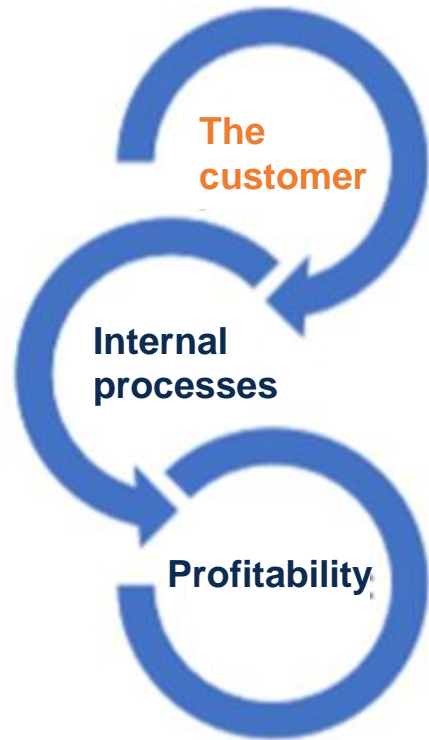 The
customer
Internal
processes
Profitability